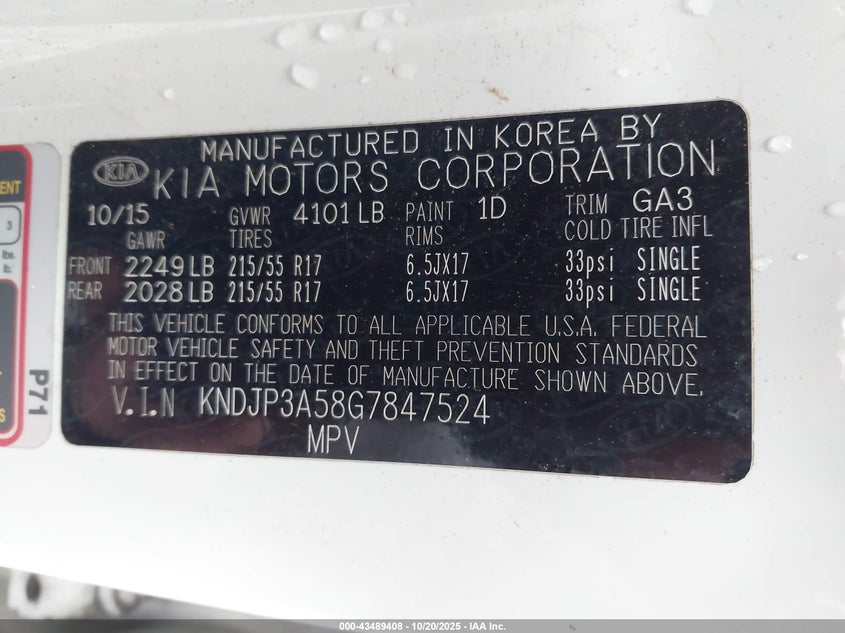 MANUFACTURED IN KOREA BY
KIA KIA MOTORS CORPORATION
10/15 GVWR 4101 LB PAINT 1D TRIM GA3
GAWR TIRES RIMS COLD TIRE INFL
FRONT 2249 LB 215/55 R17 6.5JX17 33psi SINGLE
REAR 2028 LB 215/55 R17 6.5JX17 33psi SINGLE
THIS VEHICLE CONFORMS TO ALL APPLICABLE U.S.A. FEDERAL
MOTOR VEHICLE SAFETY AND THEFT PREVENTION STANDARDS
IN EFFECT ON THE DATE OF MANUFACTURE SHOWN ABOVE.
V.I.N KNDJP3A58G7847524
MPV
ENT
3
lbs.
lb.
P71
000-43489408 - 10/20/2025 - IAA Inc.